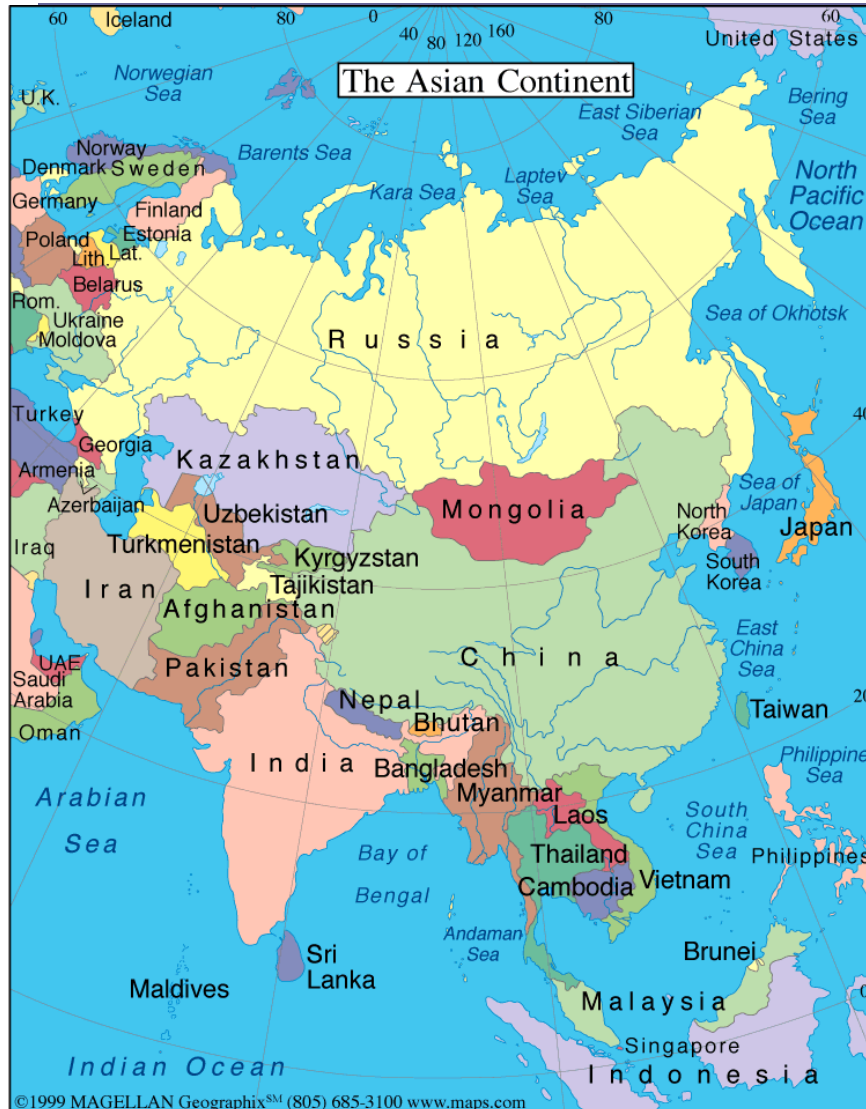 60
Iceland
80
0
40
80
120
160
80
60
United States
Norwegian
Sea
The Asian Continent
East Siberian
Sea
Bering
Sea
U.K.
Norway
Barents Sea
Laptev
Sea
North
Pacific
Ocean
Denmark
Sweden
Kara Sea
Germany
Finland
Estonia
Poland
Lat.
Lith.
Belarus
Rom.
Ukraine
Moldova
Russia
Sea of Okhotsk
Turkey
Georgia
40
Kazakhstan
Armenia
Azerbaijan
Mongolia
Sea of
Japan
North
Korea
Japan
Uzbekistan
Iraq
Turkmenistan
Kyrgyzstan
South
Korea
Iran
Tajikistan
Afghanistan
East
China
Sea
UAE
Pakistan
China
Saudi
Arabia
Nepal
20
Taiwan
Oman
Bhutan
India
Bangladesh
Philippine
Sea
Myanmar
Arabian
Sea
Laos
South
China
Sea
Bay of
Bengal
Thailand
Philippines
Cambodia
Vietnam
Andaman
Sea
Sri
Lanka
Brunei
Maldives
Malaysia
0
Singapore
Indian Ocean
Indonesia
©1999 MAGELLAN Geographix℠ (805) 685-3100 www.maps.com